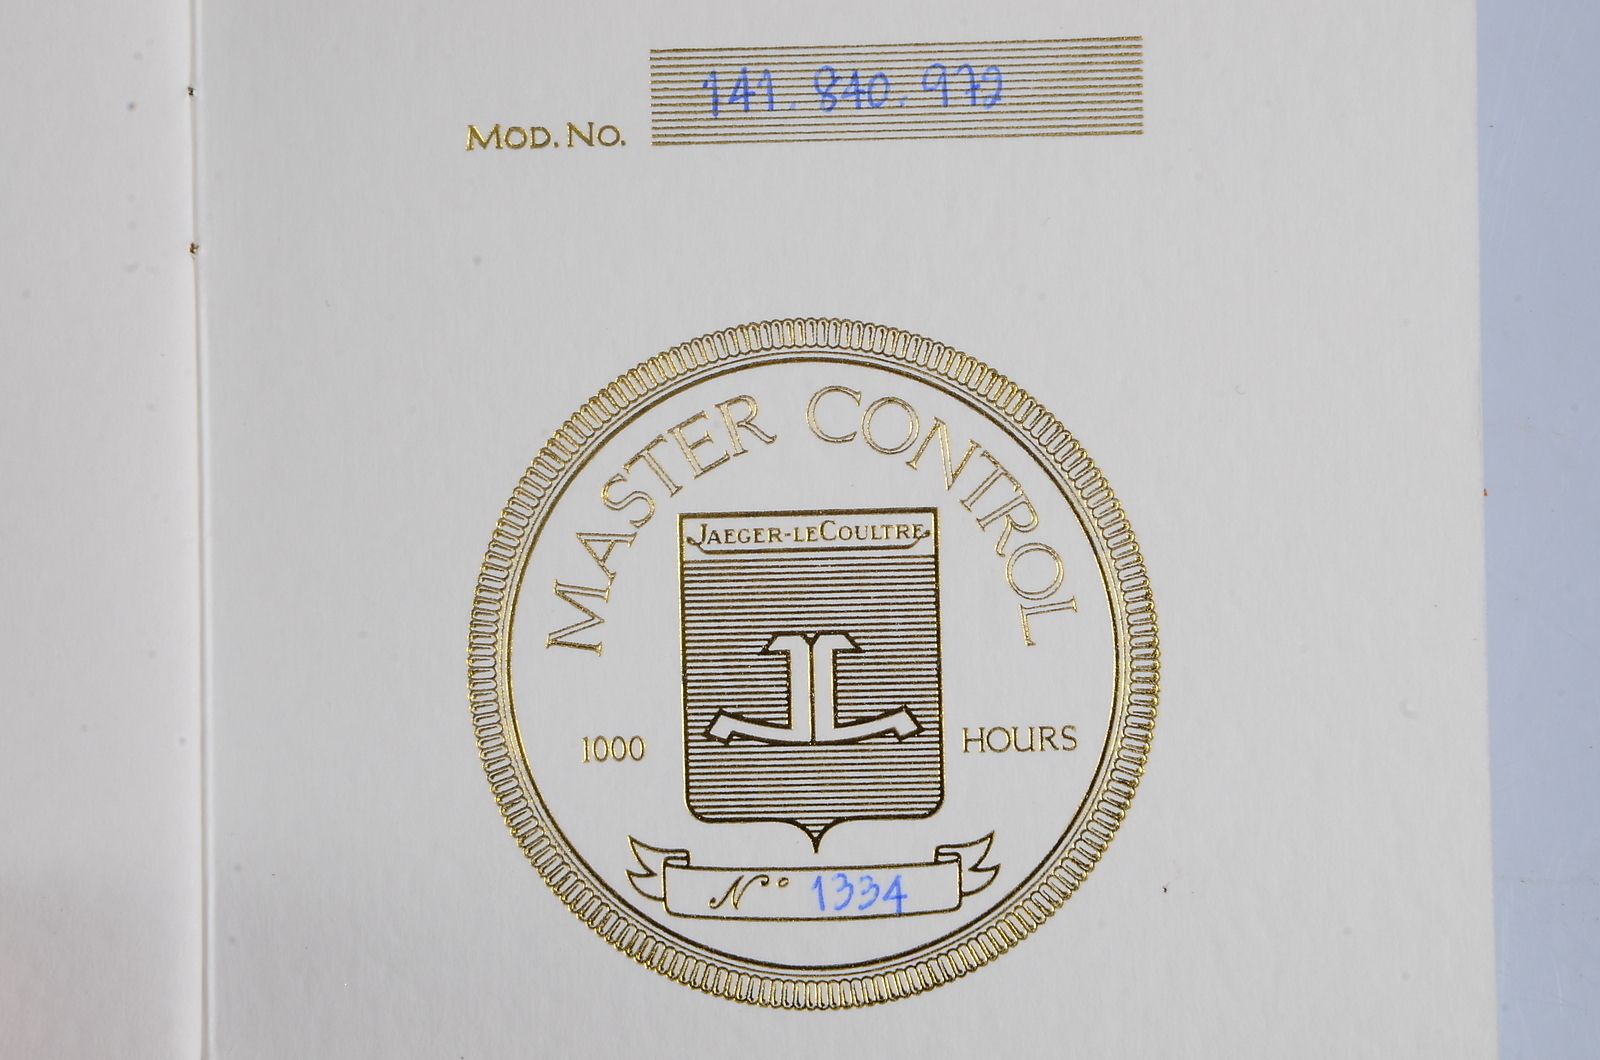 MOD. NO. 141.840.972
MASTER CONTROL
JAEGER-LECOULTRE
1000 HOURS
N° 1334